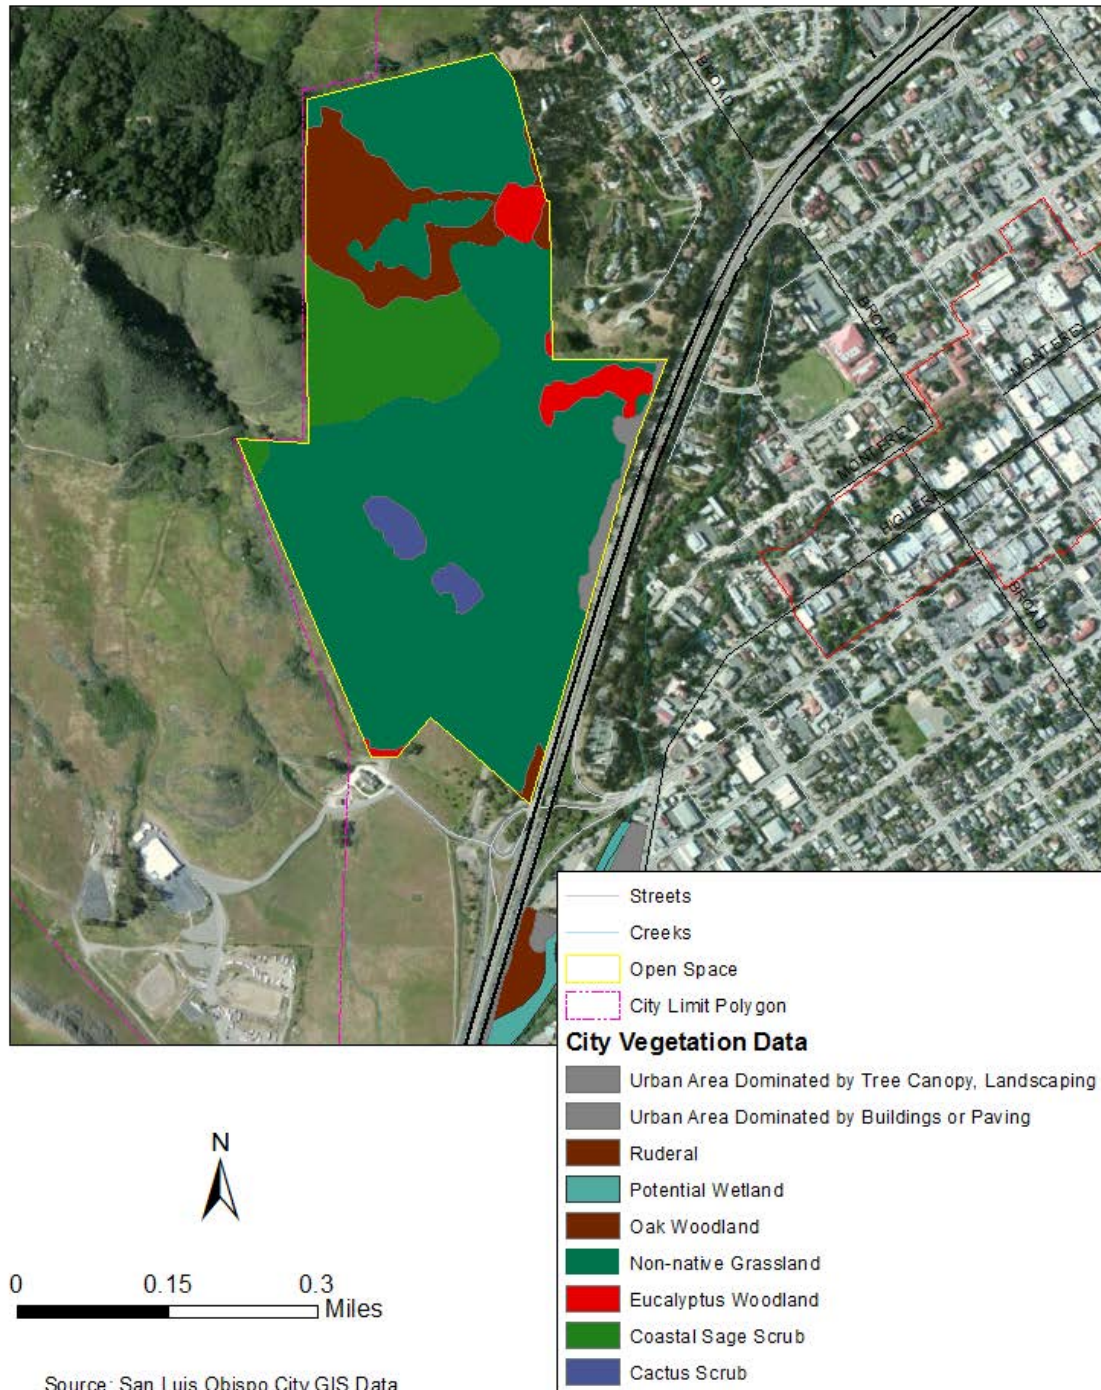 BROAD
BROAD
MONTEREY
MONTEREY
HIGUERA
BROAD
Streets
Creeks
Open Space
City Limit Polygon
City Vegetation Data
Urban Area Dominated by Tree Canopy, Landscaping
Urban Area Dominated by Buildings or Paving
Ruderal
Potential Wetland
Oak Woodland
Non-native Grassland
Eucalyptus Woodland
Coastal Sage Scrub
Cactus Scrub
N
0 0.15 0.3
Miles
Source: San Luis Obispo City GIS Data